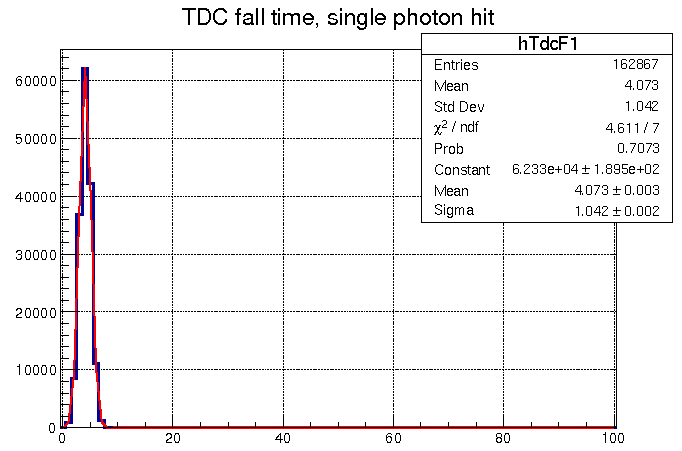 TDC fall time, single photon hit
hTdcF1
Entries 162867
Mean 4.073
Std Dev 1.042
χ² / ndf 4.611 / 7
Prob 0.7073
Constant 6.233e+04 ± 1.895e+02
Mean 4.073 ± 0.003
Sigma 1.042 ± 0.002
60000
50000
40000
30000
20000
10000
0
0 20 40 60 80 100